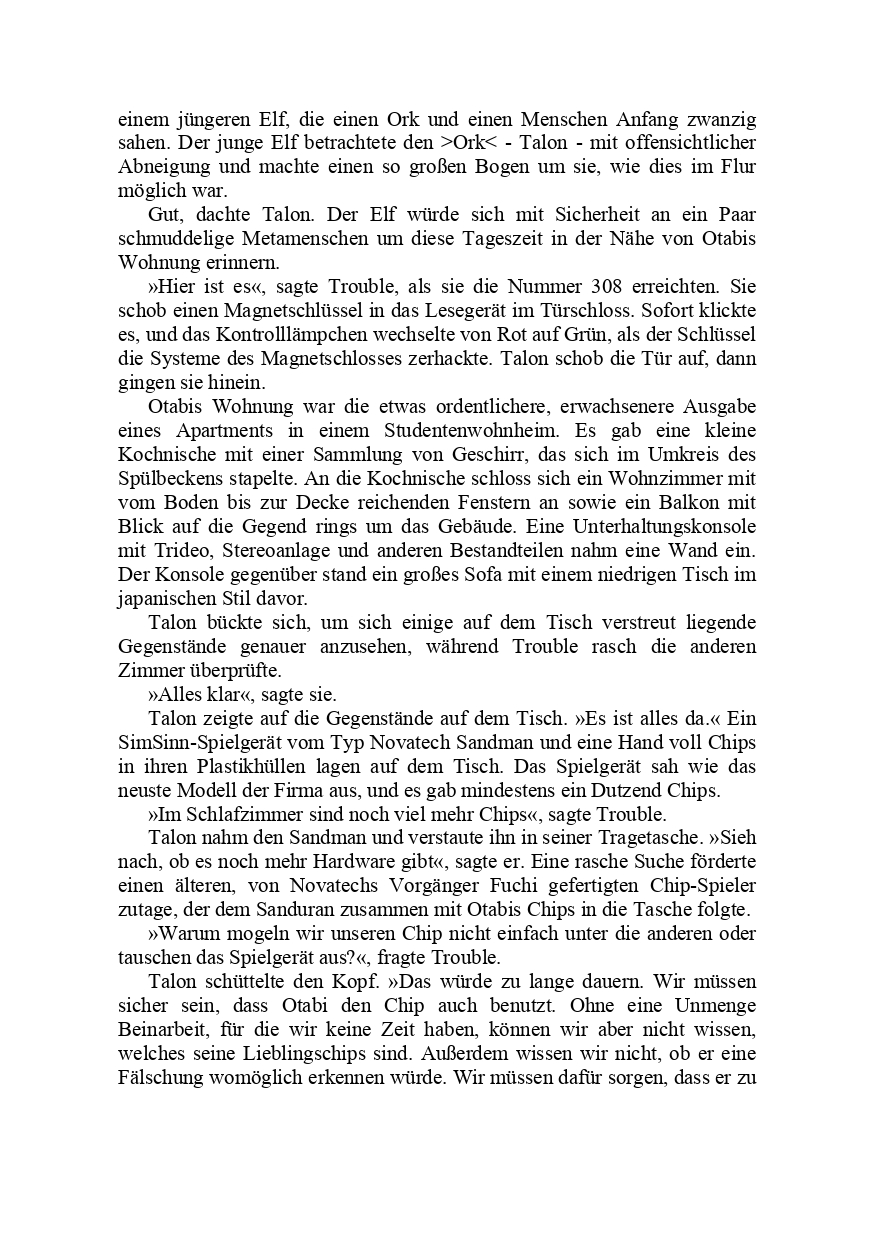 einem jüngeren Elf, die einen Ork und einen Menschen Anfang zwanzig
sahen. Der junge Elf betrachtete den >Ork< - Talon - mit offensichtlicher
Abneigung und machte einen so großen Bogen um sie, wie dies im Flur
möglich war.
Gut, dachte Talon. Der Elf würde sich mit Sicherheit an ein Paar
schmuddelige Metamenschen um diese Tageszeit in der Nähe von Otabis
Wohnung erinnern.
»Hier ist es«, sagte Trouble, als sie die Nummer 308 erreichten. Sie
schob einen Magnetschlüssel in das Lesegerät im Türschloss. Sofort klickte
es, und das Kontrolllämpchen wechselte von Rot auf Grün, als der Schlüssel
die Systeme des Magnetschlosses zerhackte. Talon schob die Tür auf, dann
gingen sie hinein.
Otabis Wohnung war die etwas ordentlichere, erwachsenere Ausgabe
eines Apartments in einem Studentenwohnheim. Es gab eine kleine
Kochnische mit einer Sammlung von Geschirr, das sich im Umkreis des
Spülbeckens stapelte. An die Kochnische schloss sich ein Wohnzimmer mit
vom Boden bis zur Decke reichenden Fenstern an sowie ein Balkon mit
Blick auf die Gegend rings um das Gebäude. Eine Unterhaltungskonsole
mit Trideo, Stereoanlage und anderen Bestandteilen nahm eine Wand ein.
Der Konsole gegenüber stand ein großes Sofa mit einem niedrigen Tisch im
japanischen Stil davor.
Talon bückte sich, um sich einige auf dem Tisch verstreut liegende
Gegenstände genauer anzusehen, während Trouble rasch die anderen
Zimmer überprüfte.
»Alles klar«, sagte sie.
Talon zeigte auf die Gegenstände auf dem Tisch. »Es ist alles da.« Ein
SimSinn-Spielgerät vom Typ Novatech Sandman und eine Hand voll Chips
in ihren Plastikhüllen lagen auf dem Tisch. Das Spielgerät sah wie das
neuste Modell der Firma aus, und es gab mindestens ein Dutzend Chips.
»Im Schlafzimmer sind noch viel mehr Chips«, sagte Trouble.
Talon nahm den Sandman und verstaute ihn in seiner Tragetasche. »Sieh
nach, ob es noch mehr Hardware gibt«, sagte er. Eine rasche Suche förderte
einen älteren, von Novatechs Vorgänger Fuchi gefertigten Chip-Spieler
zutage, der dem Sanduran zusammen mit Otabis Chips in die Tasche folgte.
»Warum mogeln wir unseren Chip nicht einfach unter die anderen oder
tauschen das Spielgerät aus?«, fragte Trouble.
Talon schüttelte den Kopf. »Das würde zu lange dauern. Wir müssen
sicher sein, dass Otabi den Chip auch benutzt. Ohne eine Unmenge
Beinarbeit, für die wir keine Zeit haben, können wir aber nicht wissen,
welches seine Lieblingschips sind. Außerdem wissen wir nicht, ob er eine
Fälschung womöglich erkennen würde. Wir müssen dafür sorgen, dass er zu